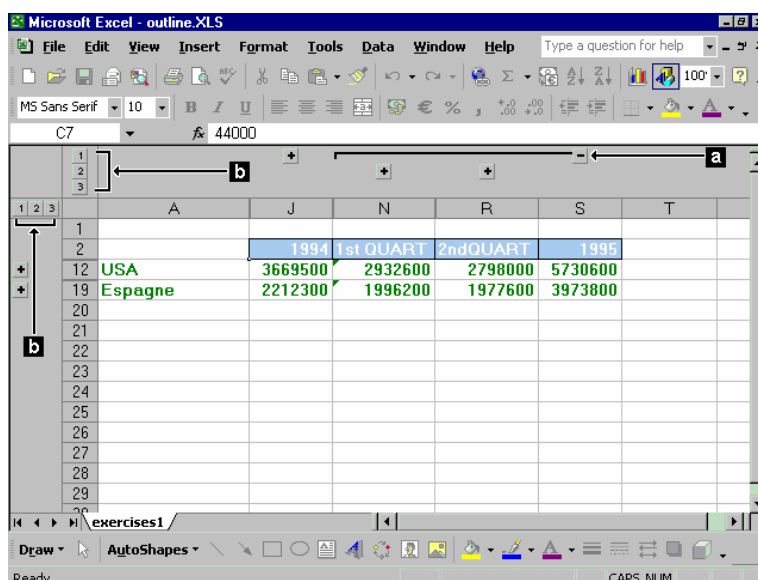 Microsoft Excel - outline.XLS
File Edit View Insert Format Tools Data Window Help Type a question for help
100
MS Sans Serif 10 B I U € % ,
C7 fx 44000
1
2
3
b
a
1 2 3 A J N R S T
1
2 1994 1st QUART 2ndQUART 1995
12 USA 3669500 2932600 2798000 5730600
19 Espagne 2212300 1996200 1977600 3973800
20
21
b 22
23
24
25
26
27
28
29
exercises1
Draw AutoShapes
Ready CAPS NUM